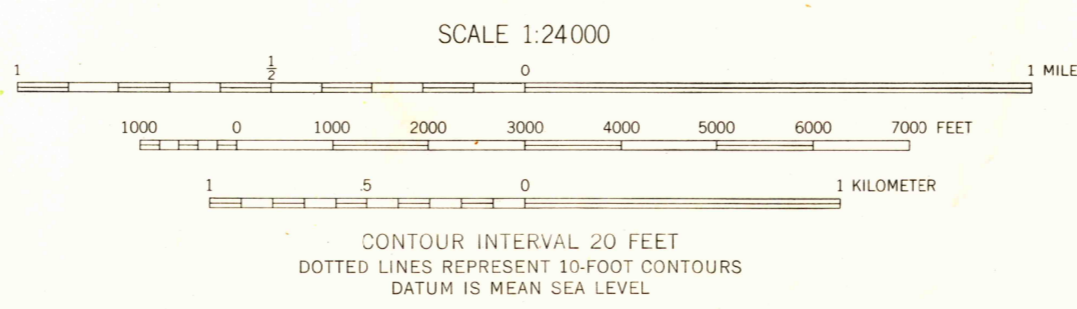 SCALE 1:24000
1 ½ 0 1 MILE
1000 0 1000 2000 3000 4000 5000 6000 7000 FEET
1 .5 0 1 KILOMETER
CONTOUR INTERVAL 20 FEET
DOTTED LINES REPRESENT 10-FOOT CONTOURS
DATUM IS MEAN SEA LEVEL